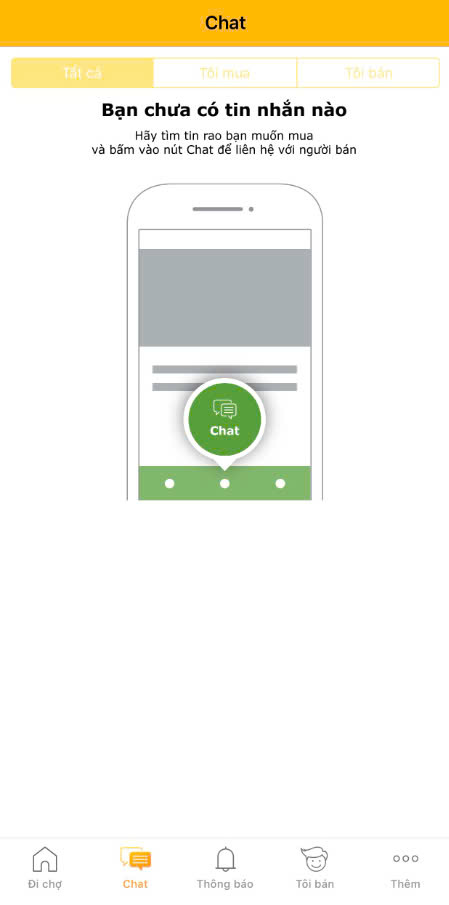 Chat
Tất cả
Tôi mua
Tôi bán
Bạn chưa có tin nhắn nào
Hãy tìm tin rao bạn muốn mua
và bấm vào nút Chat để liên hệ với người bán
Chat
Đi chợ
Chat
Thông báo
Tôi bán
Thêm